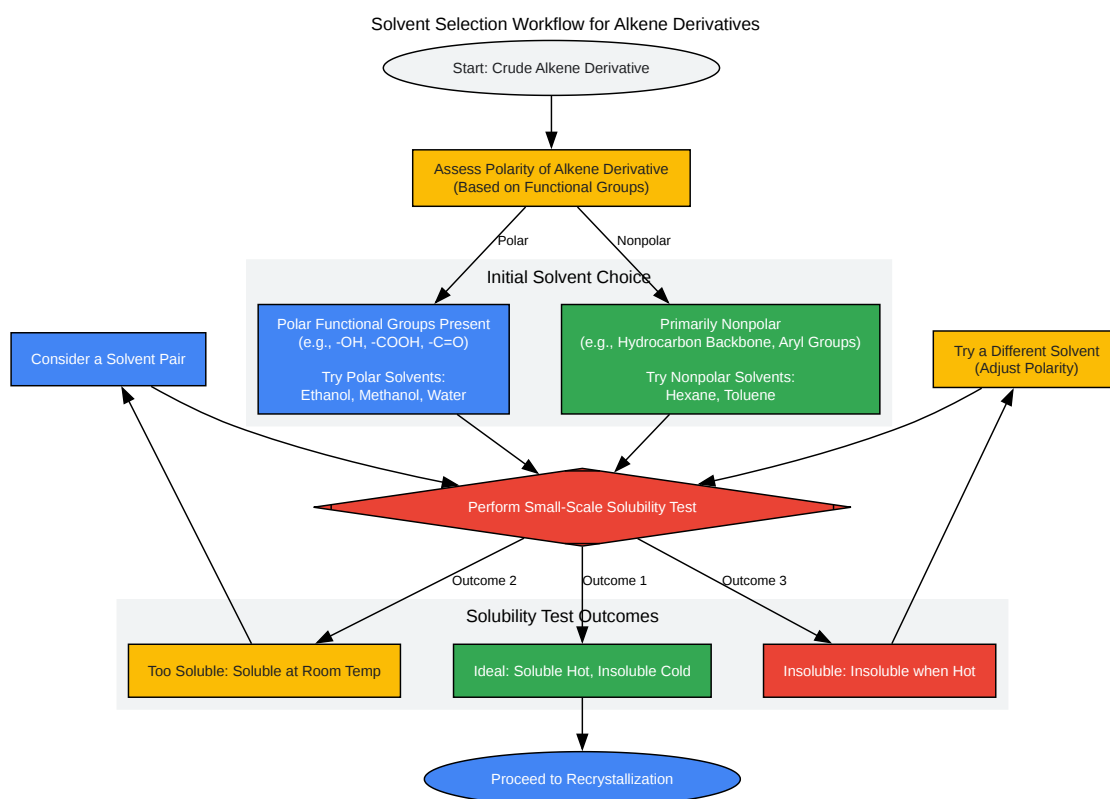 Solvent Selection Workflow for Alkene Derivatives
Start: Crude Alkene Derivative
Assess Polarity of Alkene Derivative
(Based on Functional Groups)
Polar
Nonpolar
Initial Solvent Choice
Polar Functional Groups Present
(e.g., -OH, -COOH, -C=O)
Try Polar Solvents:
Ethanol, Methanol, Water
Primarily Nonpolar
(e.g., Hydrocarbon Backbone, Aryl Groups)
Try Nonpolar Solvents:
Hexane, Toluene
Consider a Solvent Pair
Try a Different Solvent
(Adjust Polarity)
Perform Small-Scale Solubility Test
Outcome 2
Outcome 1
Outcome 3
Solubility Test Outcomes
Too Soluble: Soluble at Room Temp
Ideal: Soluble Hot, Insoluble Cold
Insoluble: Insoluble when Hot
Proceed to Recrystallization